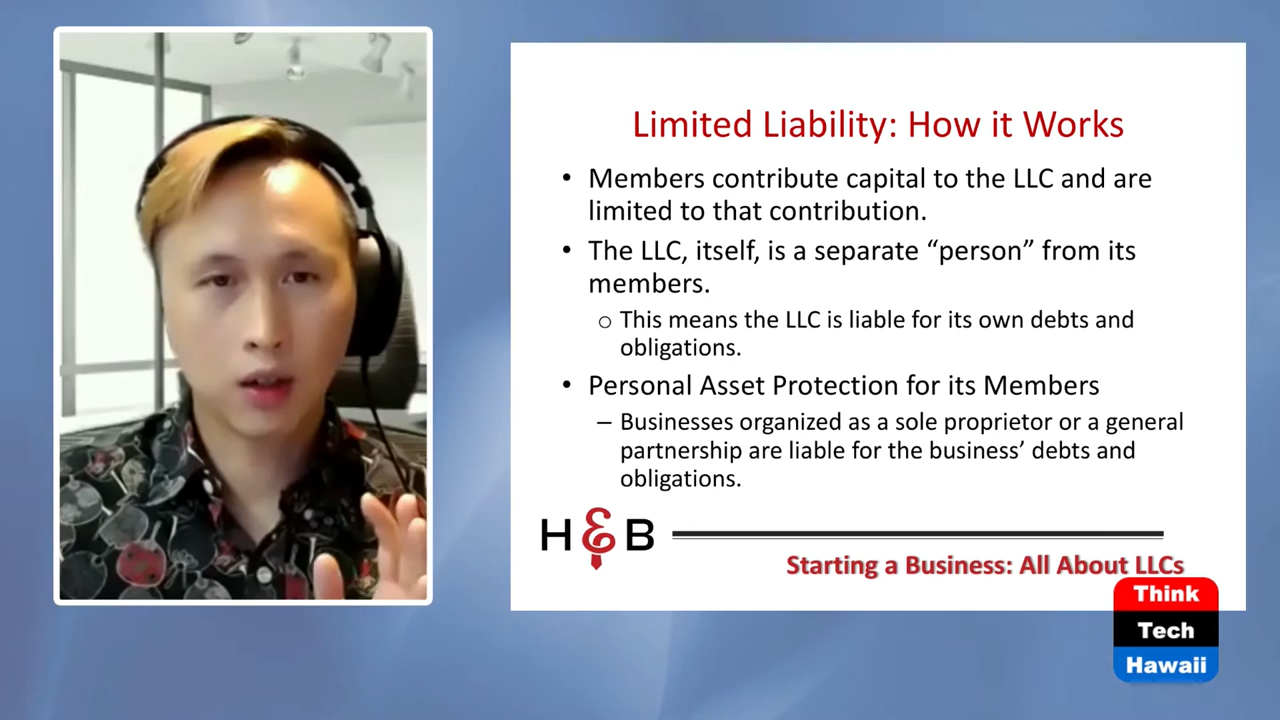 Limited Liability: How it Works
• Members contribute capital to the LLC and are
limited to that contribution.
• The LLC, itself, is a separate “person” from its
members.
○ This means the LLC is liable for its own debts and
obligations.
• Personal Asset Protection for its Members
– Businesses organized as a sole proprietor or a general
partnership are liable for the business’ debts and
obligations.
H & B
Starting a Business: All About LLCs
Think
Tech
Hawaii